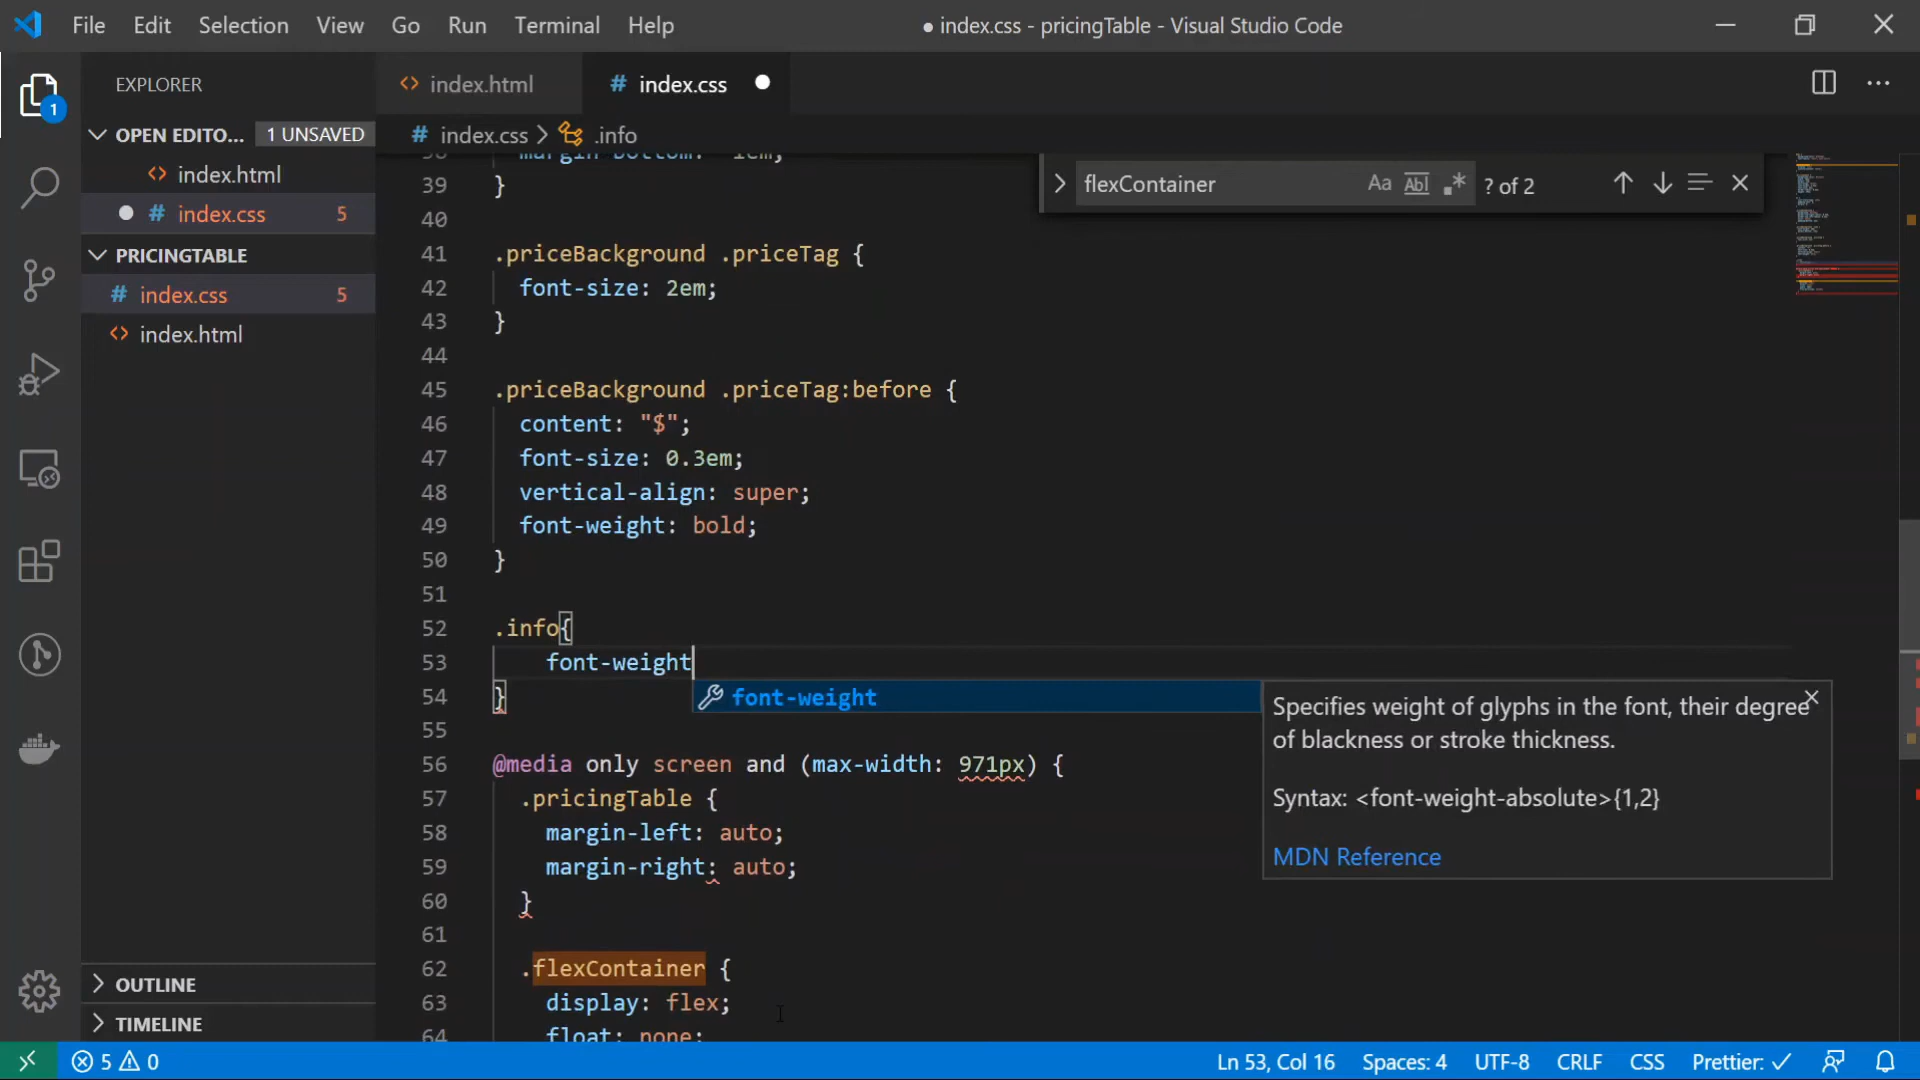 File Edit Selection View Go Run Terminal Help ● index.css - pricingTable - Visual Studio Code
EXPLORER
index.html
index.css
OPEN EDITO... 1 UNSAVED
index.css > .info
index.html
index.css 5
PRICINGTABLE
index.css 5
index.html
OUTLINE
TIMELINE
1
flexContainer Aa Abl .* ? of 2
margin-bottom: 1em;
39 }
40
41 .priceBackground .priceTag {
42 font-size: 2em;
43 }
44
45 .priceBackground .priceTag:before {
46 content: "$";
47 font-size: 0.3em;
48 vertical-align: super;
49 font-weight: bold;
50 }
51
52 .info{
53 font-weight
54 }
font-weight
Specifies weight of glyphs in the font, their degree
of blackness or stroke thickness.
Syntax: <font-weight-absolute>{1,2}
MDN Reference
55
56 @media only screen and (max-width: 971px) {
57 .pricingTable {
58 margin-left: auto;
59 margin-right: auto;
60 }
61
62 .flexContainer {
63 display: flex;
64 float: none;
5 0 Ln 53, Col 16 Spaces: 4 UTF-8 CRLF CSS Prettier: ✓